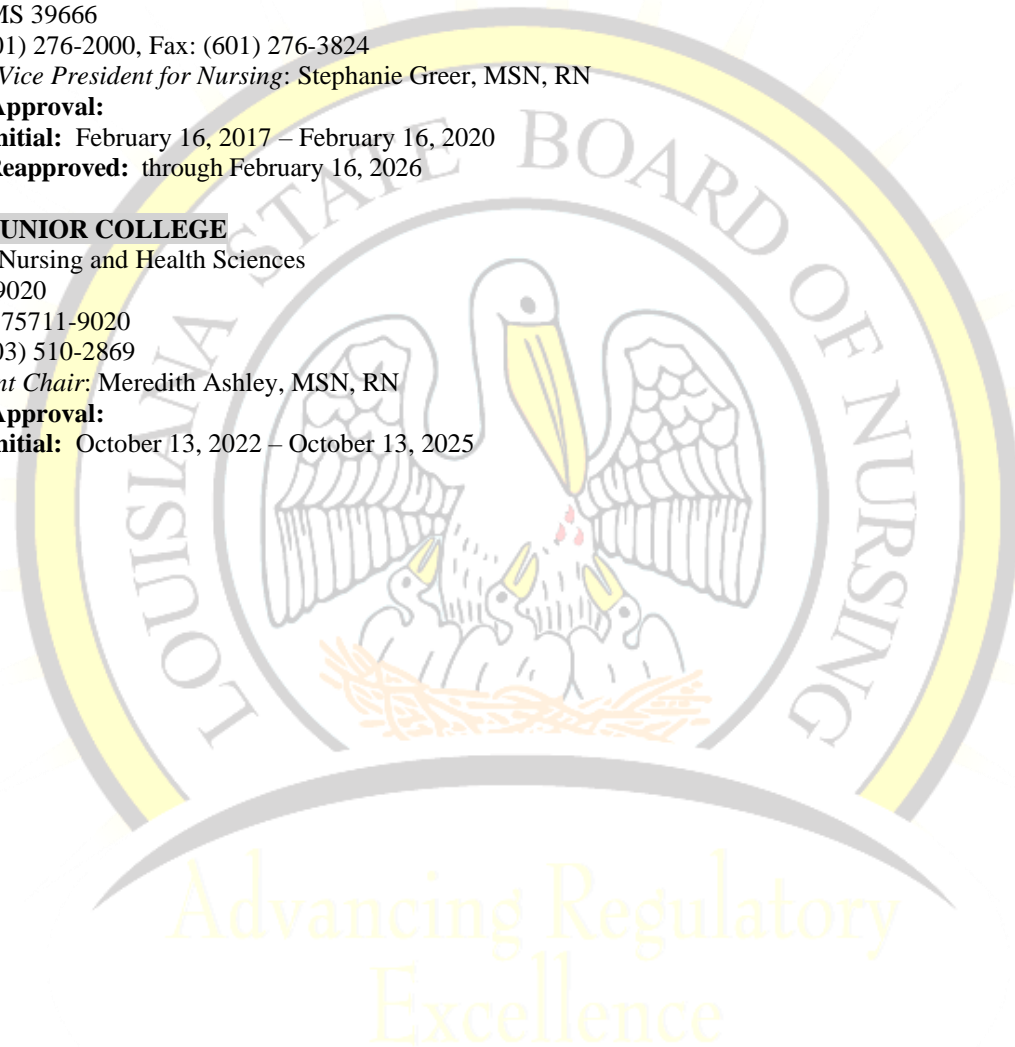 MS 39666
01) 276-2000, Fax: (601) 276-3824
Vice President for Nursing: Stephanie Greer, MSN, RN
Approval:
nitial: February 16, 2017 – February 16, 2020
Reapproved: through February 16, 2026
UNIOR COLLEGE
Nursing and Health Sciences
9020
75711-9020
03) 510-2869
nt Chair: Meredith Ashley, MSN, RN
Approval:
nitial: October 13, 2022 – October 13, 2025
LOUISIANA STATE BOARD OF NURSING
Advancing Regulatory
Excellence